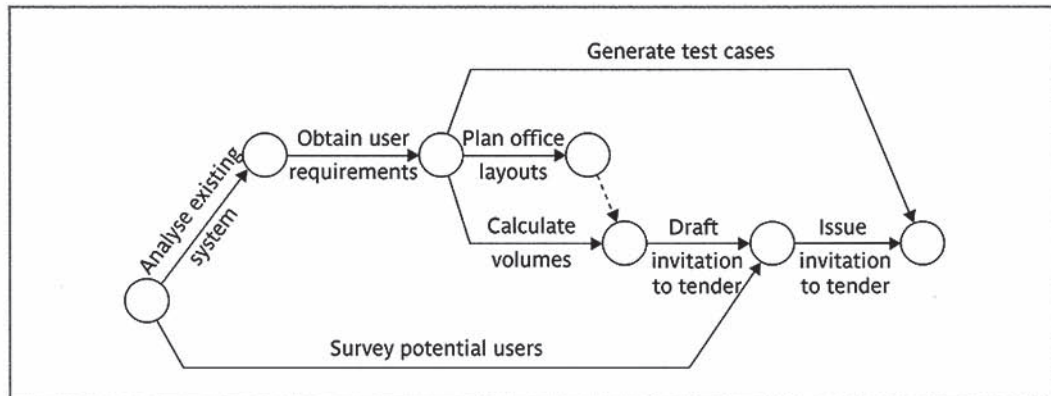 Generate test cases
Obtain user
requirements
Plan office
layouts
Analyse existing
system
Calculate
volumes
Draft
invitation
to tender
Issue
invitation
to tender
Survey potential users